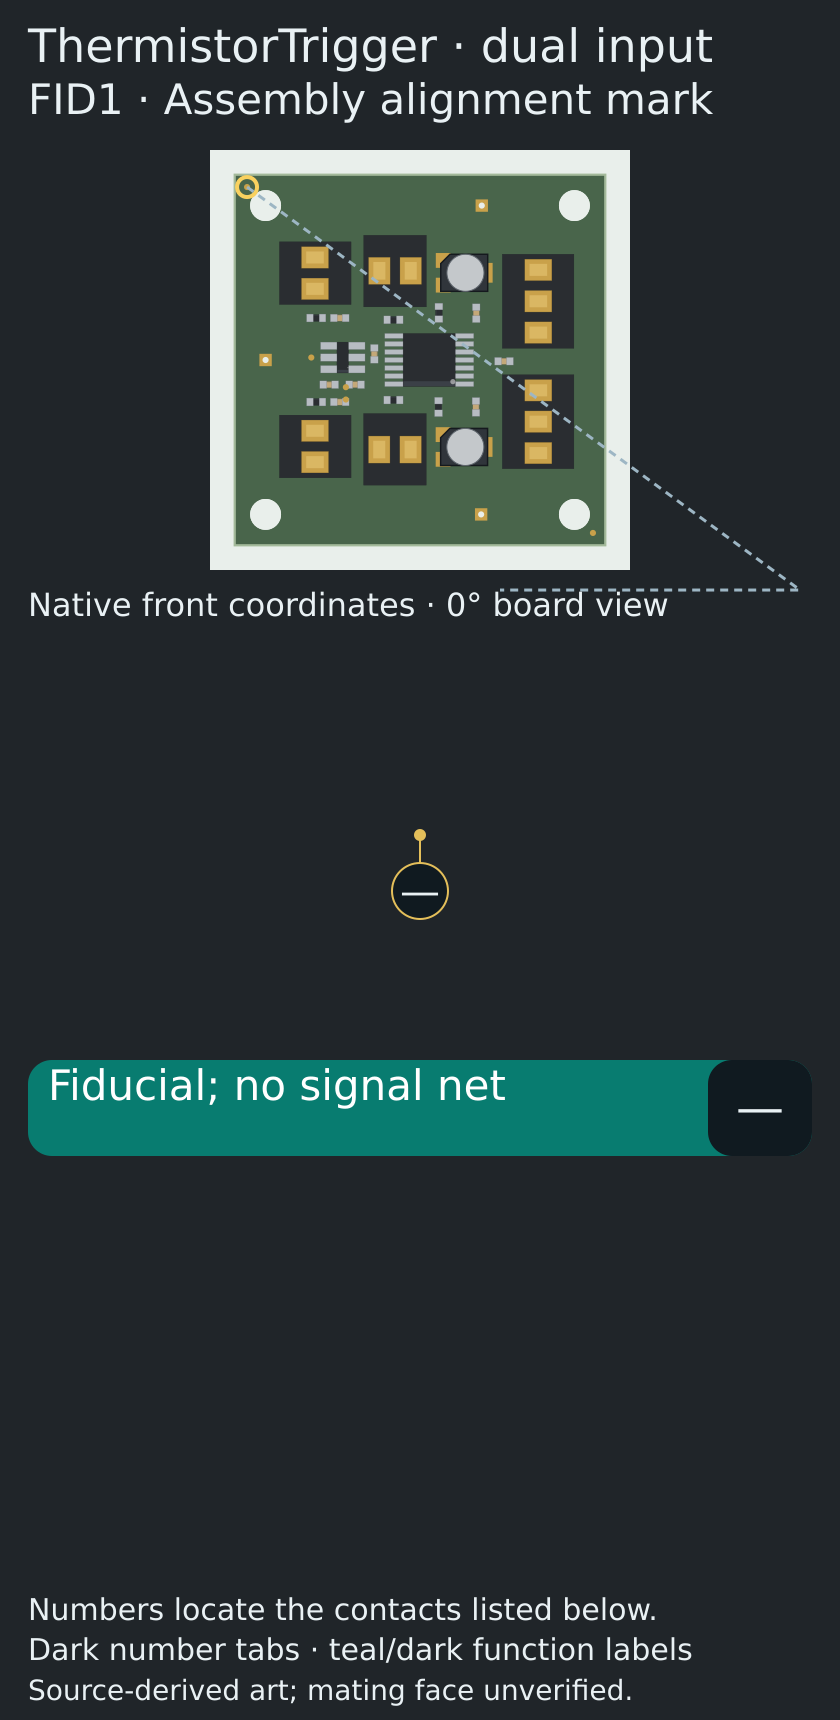 ThermistorTrigger · dual input
FID1 · Assembly alignment mark
Native front coordinates · 0° board view
—
Fiducial; no signal net
—
Numbers locate the contacts listed below.
Dark number tabs · teal/dark function labels
Source-derived art; mating face unverified.